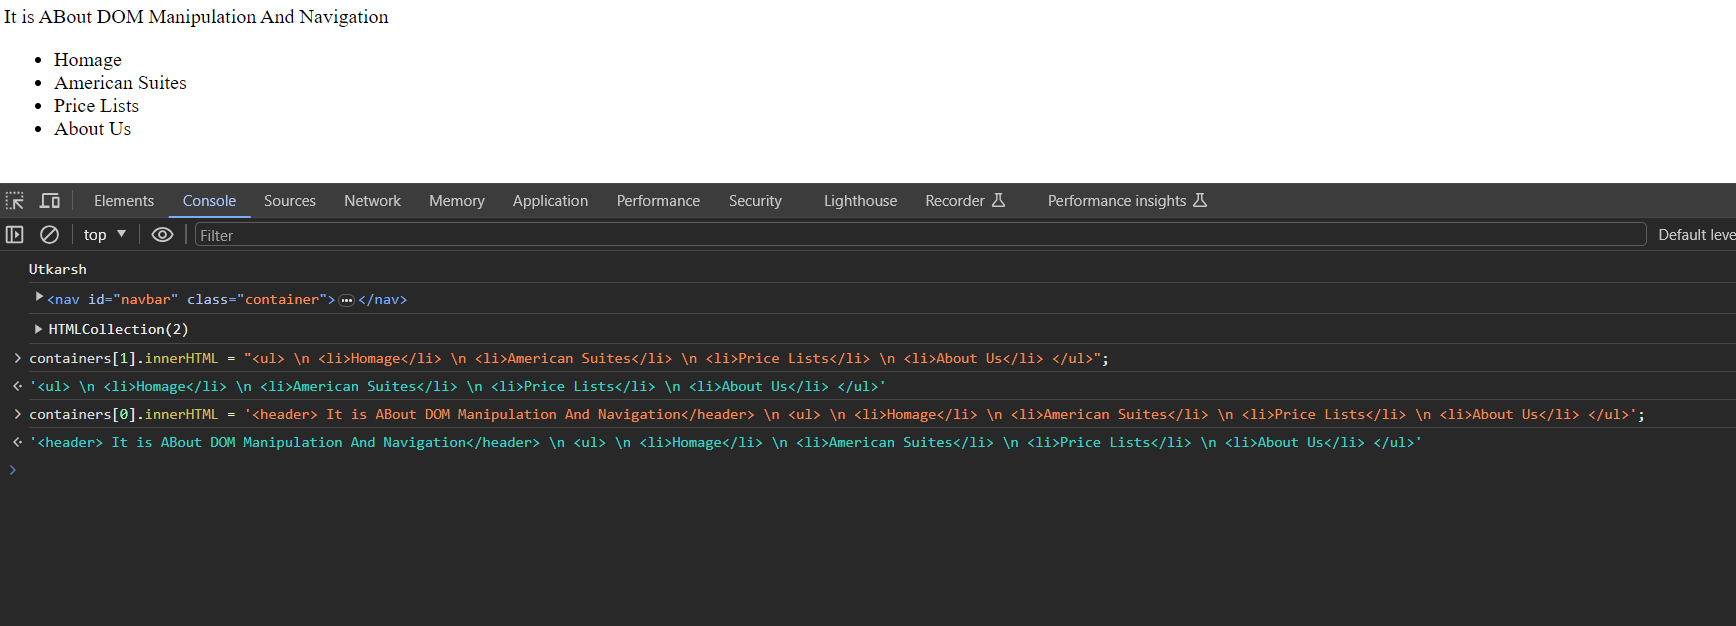 It is ABout DOM Manipulation And Navigation
Homage
American Suites
Price Lists
About Us
Elements Console Sources Network Memory Application Performance Security Lighthouse Recorder Performance insights
top Filter Default leve
Utkarsh
<nav id="navbar" class="container">…</nav>
HTMLCollection(2)
containers[1].innerHTML = "<ul> \n <li>Homage</li> \n <li>American Suites</li> \n <li>Price Lists</li> \n <li>About Us</li> </ul>";
'<ul> \n <li>Homage</li> \n <li>American Suites</li> \n <li>Price Lists</li> \n <li>About Us</li> </ul>'
containers[0].innerHTML = '<header> It is ABout DOM Manipulation And Navigation</header> \n <ul> \n <li>Homage</li> \n <li>American Suites</li> \n <li>Price Lists</li> \n <li>About Us</li> </ul>';
'<header> It is ABout DOM Manipulation And Navigation</header> \n <ul> \n <li>Homage</li> \n <li>American Suites</li> \n <li>Price Lists</li> \n <li>About Us</li> </ul>'